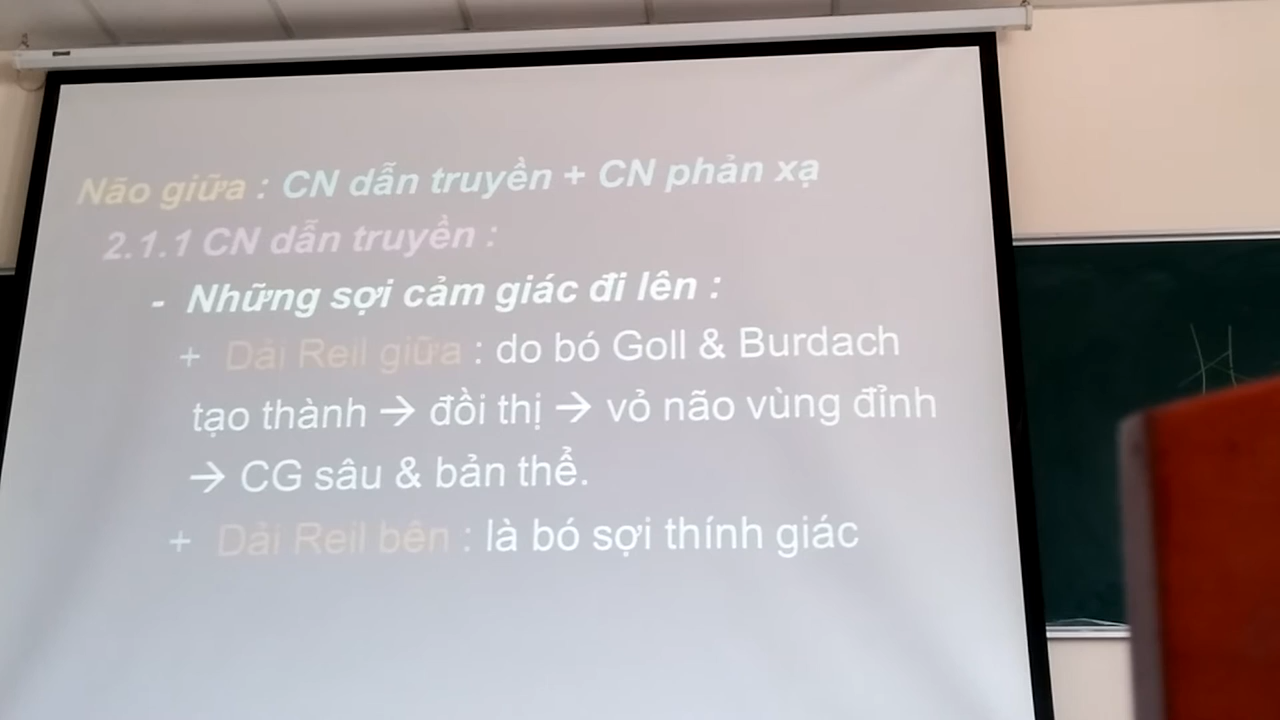 Não giữa : CN dẫn truyền + CN phản xạ
2.1.1 CN dẫn truyền :
- Những sợi cảm giác đi lên :
+ Dải Reil giữa : do bó Goll & Burdach
tạo thành → đồi thị → vỏ não vùng đỉnh
→ CG sâu & bản thể.
+ Dải Reil bên : là bó sợi thính giác